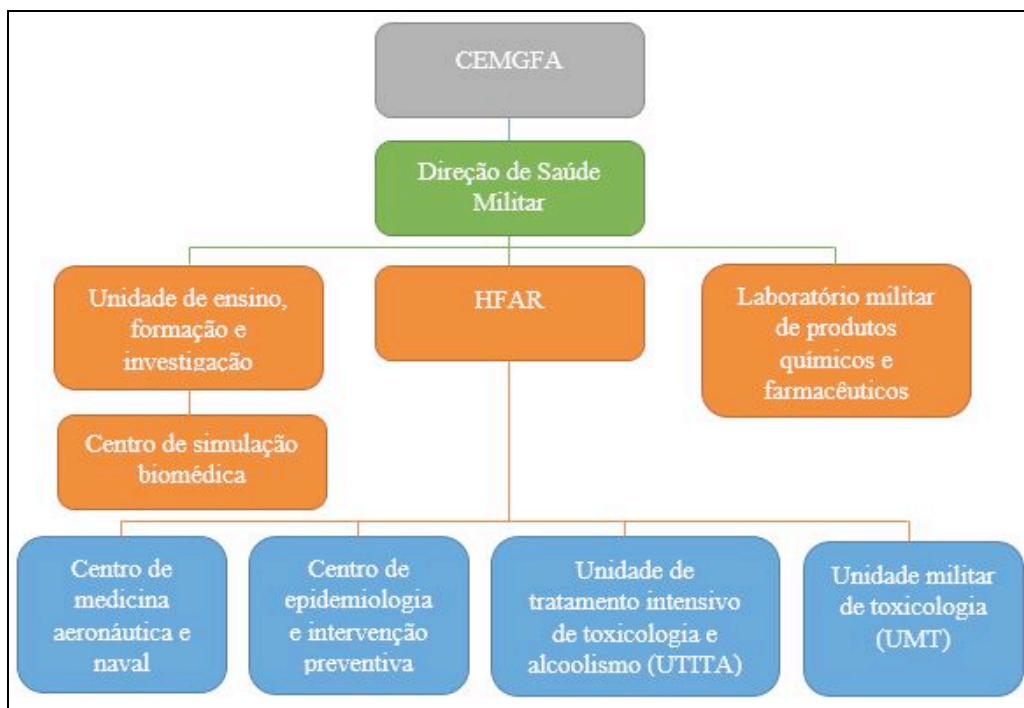 CEMGFA
Direção de Saúde
Militar
Unidade de ensino,
formação e
investigação
HFAR
Laboratório militar
de produtos
químicos e
farmacêuticos
Centro de simulação
biomédica
Centro de
medicina
aeronáutica e
naval
Centro de
epidemiologia
e intervenção
preventiva
Unidade de
tratamento intensivo
de toxicologia e
alcoolismo (UTITA)
Unidade militar
de toxicologia
(UMT)